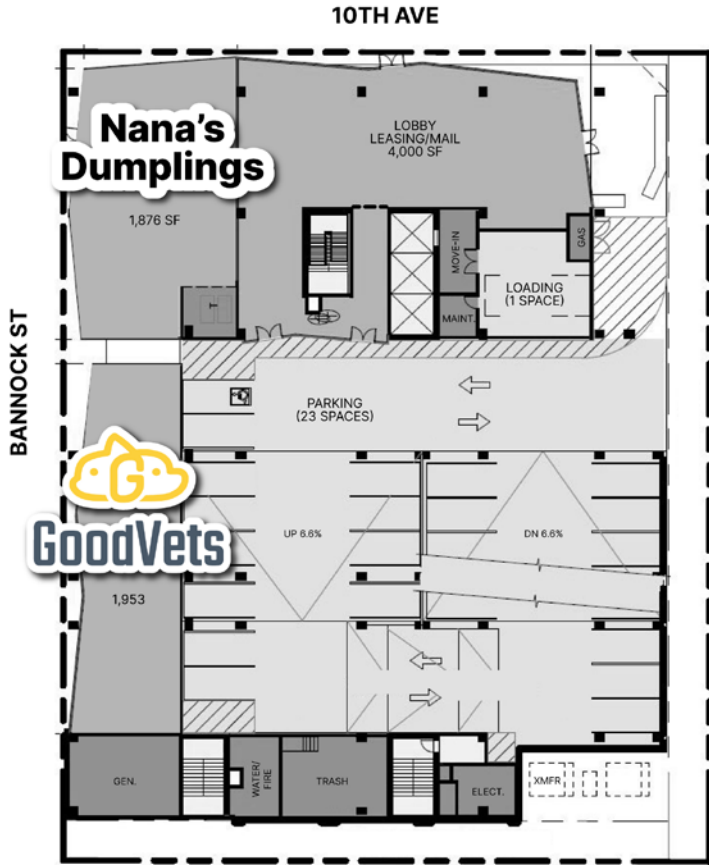 10TH AVE
BANNOCK ST
Nana's
Dumplings
1,876 SF
LOBBY
LEASING/MAIL
4,000 SF
T
MOVE-IN
MAINT.
GAS
LOADING
(1 SPACE)
PARKING
(23 SPACES)
G
GoodVets
1,953
UP 6.6%
DN 6.6%
GEN.
WATER/
FIRE
TRASH
ELECT.
XMFR